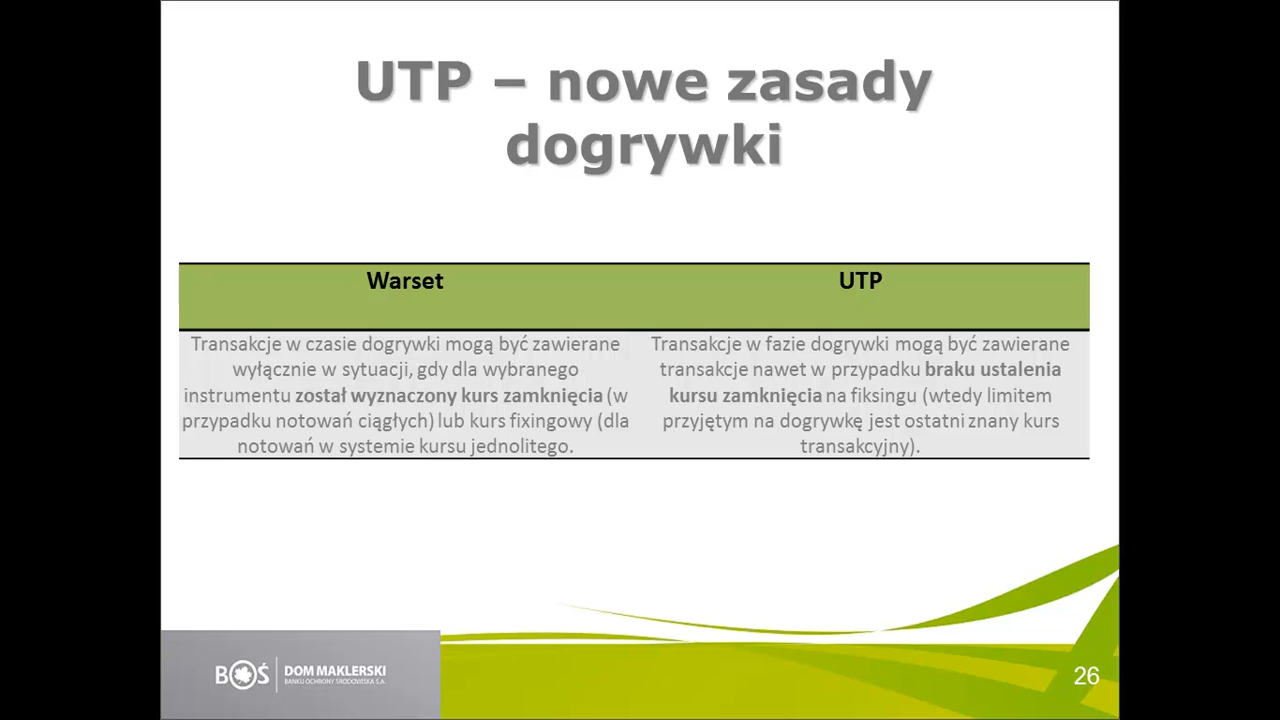 UTP – nowe zasady
dogrywki
Warset
UTP
Transakcje w czasie dogrywki mogą być zawierane
wyłącznie w sytuacji, gdy dla wybranego
instrumentu został wyznaczony kurs zamknięcia (w
przypadku notowań ciągłych) lub kurs fixingowy (dla
notowań w systemie kursu jednolitego.
Transakcje w fazie dogrywki mogą być zawierane
transakcje nawet w przypadku braku ustalenia
kursu zamknięcia na fiksingu (wtedy limitem
przyjętym na dogrywkę jest ostatni znany kurs
transakcyjny).
BOŚ
DOM MAKLERSKI
BANKU OCHRONY ŚRODOWISKA S.A.
26